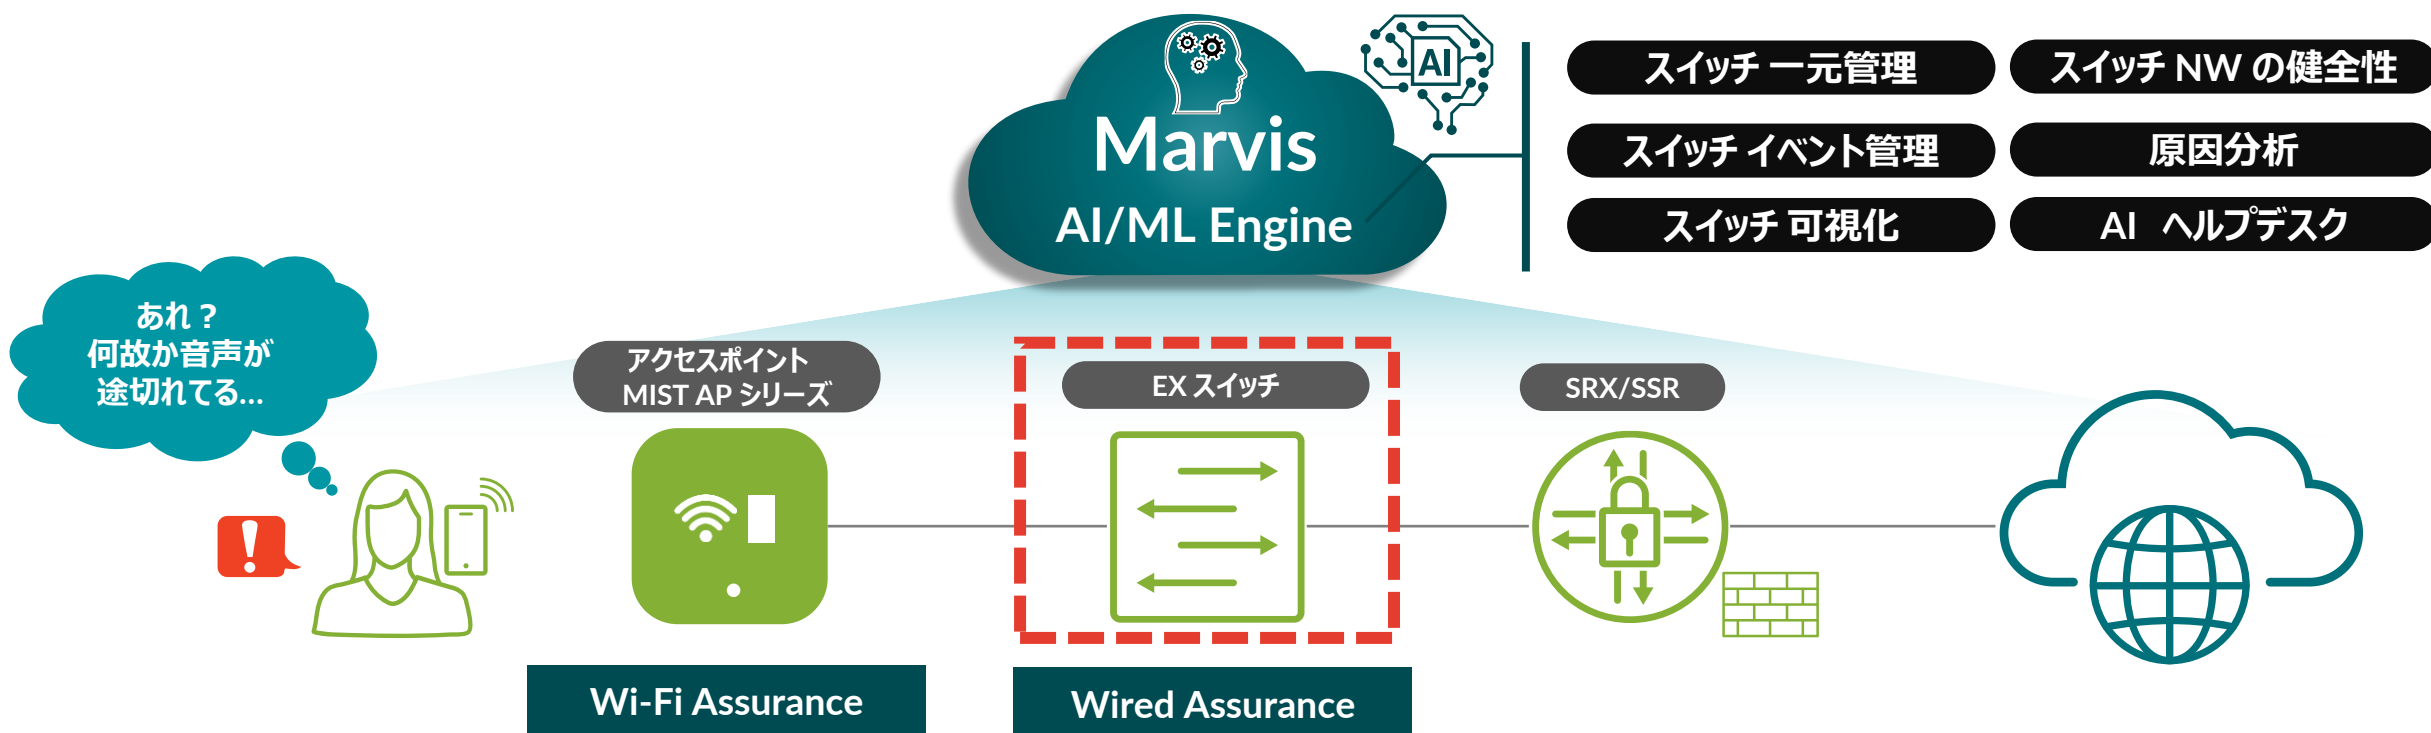 Marvis
AI/ML Engine
AI
スイッチ 一元管理
スイッチ NW の健全性
スイッチ イベント管理
原因分析
スイッチ 可視化
AI ヘルプデスク
あれ？
何故か音声が
途切れてる...
アクセスポイント
MIST AP シリーズ
EX スイッチ
SRX/SSR
Wi-Fi Assurance
Wired Assurance